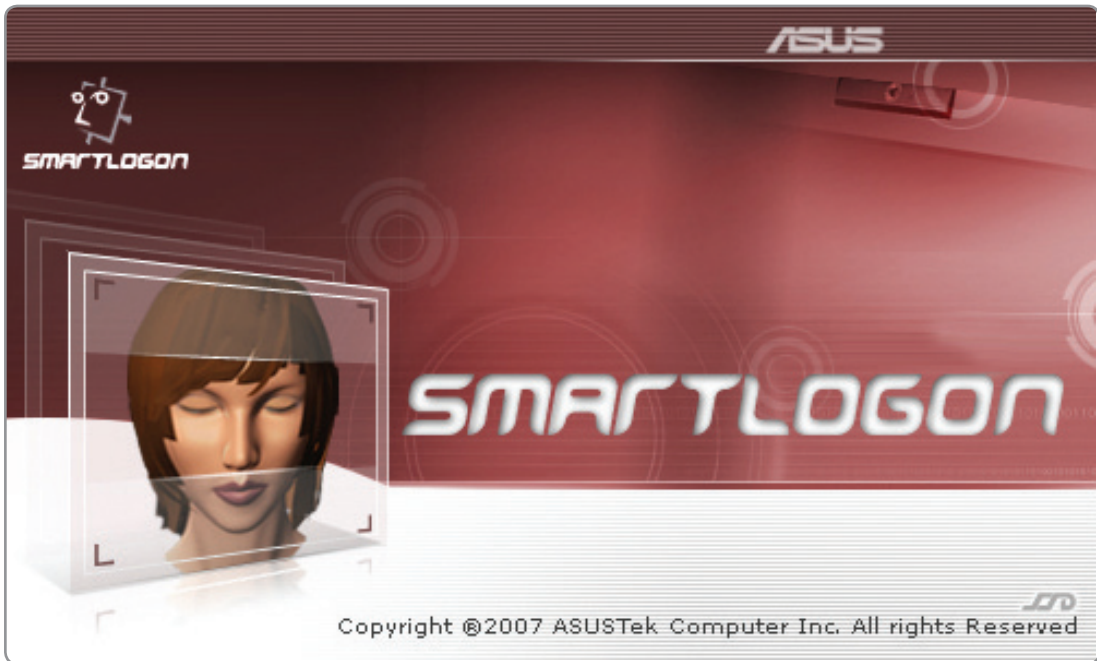 ASUS
SMARTLOGON
SMARTLOGON
Copyright ®2007 ASUSTek Computer Inc. All rights Reserved